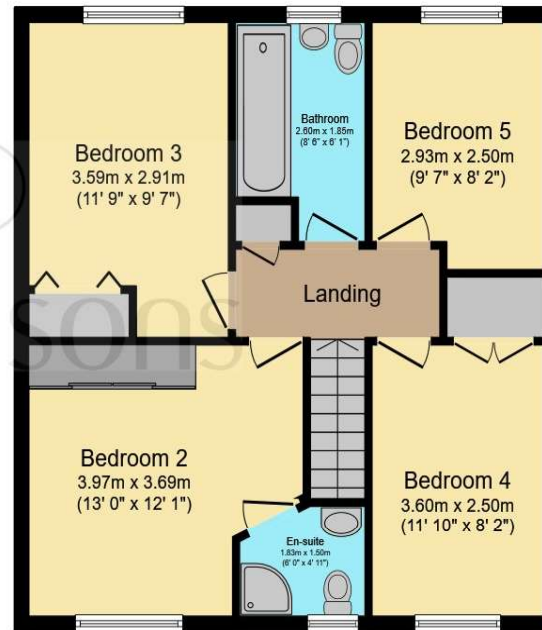 Bedroom 3
3.59m x 2.91m
(11' 9" x 9' 7")
Bathroom
2.60m x 1.85m
(8' 6" x 6' 1")
Bedroom 5
2.93m x 2.50m
(9' 7" x 8' 2")
Landing
sons
Bedroom 2
3.97m x 3.69m
(13' 0" x 12' 1")
Bedroom 4
3.60m x 2.50m
(11' 10" x 8' 2")
En-suite
1.83m x 1.50m
(6' 0" x 4' 11")